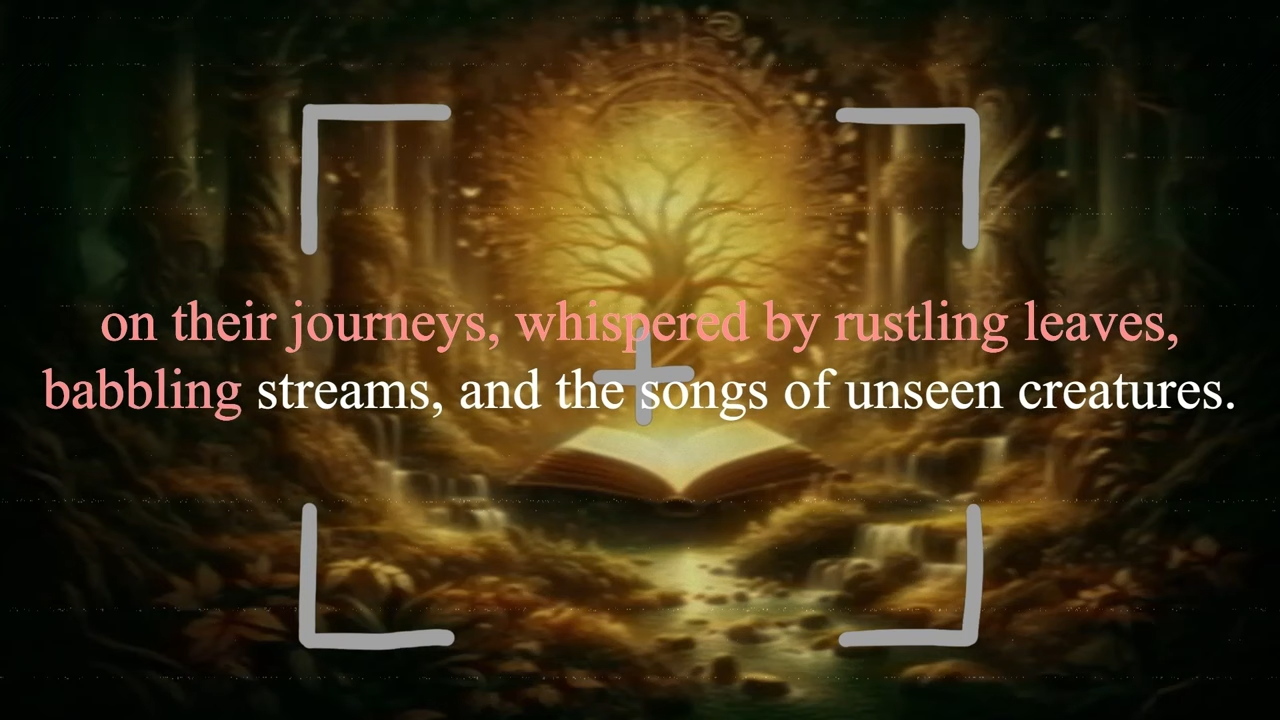 on their journeys, whispered by rustling leaves,
babbling streams, and the songs of unseen creatures.